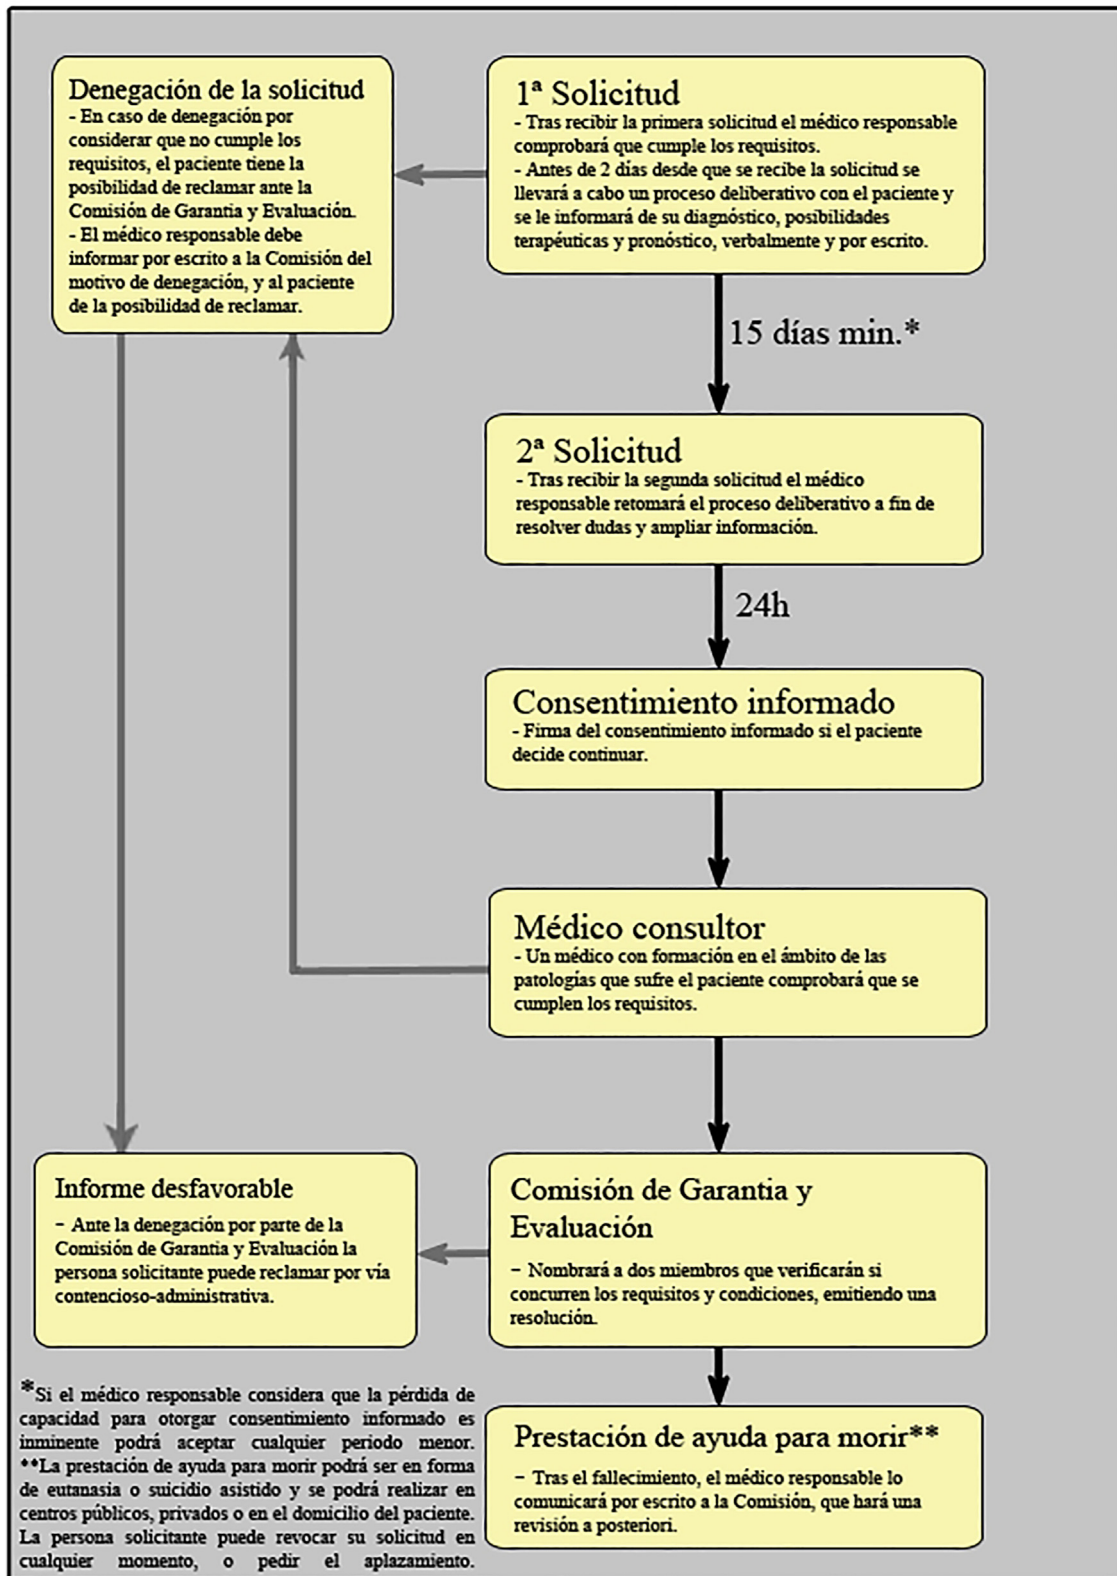 Denegación de la solicitud
- En caso de denegación por
considerar que no cumple los
requisitos, el paciente tiene la
posibilidad de reclamar ante la
Comisión de Garantia y Evaluación.
- El médico responsable debe
informar por escrito a la Comisión del
motivo de denegación, y al paciente
de la posibilidad de reclamar.
1ª Solicitud
- Tras recibir la primera solicitud el médico responsable
comprobará que cumple los requisitos.
- Antes de 2 días desde que se recibe la solicitud se
llevará a cabo un proceso deliberativo con el paciente y
se le informará de su diagnóstico, posibilidades
terapéuticas y pronóstico, verbalmente y por escrito.
15 días min.*
2ª Solicitud
- Tras recibir la segunda solicitud el médico
responsable retomará el proceso deliberativo a fin de
resolver dudas y ampliar información.
24h
Consentimiento informado
- Firma del consentimiento informado si el paciente
decide continuar.
Médico consultor
- Un médico con formación en el ámbito de las
patologías que sufre el paciente comprobará que se
cumplen los requisitos.
Informe desfavorable
- Ante la denegación por parte de la
Comisión de Garantia y Evaluación la
persona solicitante puede reclamar por vía
contencioso-administrativa.
Comisión de Garantia y
Evaluación
- Nombrará a dos miembros que verificarán si
concurren los requisitos y condiciones, emitiendo una
resolución.
*Si el médico responsable considera que la pérdida de
capacidad para otorgar consentimiento informado es
inminente podrá aceptar cualquier periodo menor.
**La prestación de ayuda para morir podrá ser en forma
de eutanasia o suicidio asistido y se podrá realizar en
centros públicos, privados o en el domicilio del paciente.
La persona solicitante puede revocar su solicitud en
cualquier momento, o pedir el aplazamiento.
Prestación de ayuda para morir**
- Tras el fallecimiento, el médico responsable lo
comunicará por escrito a la Comisión, que hará una
revisión a posteriori.